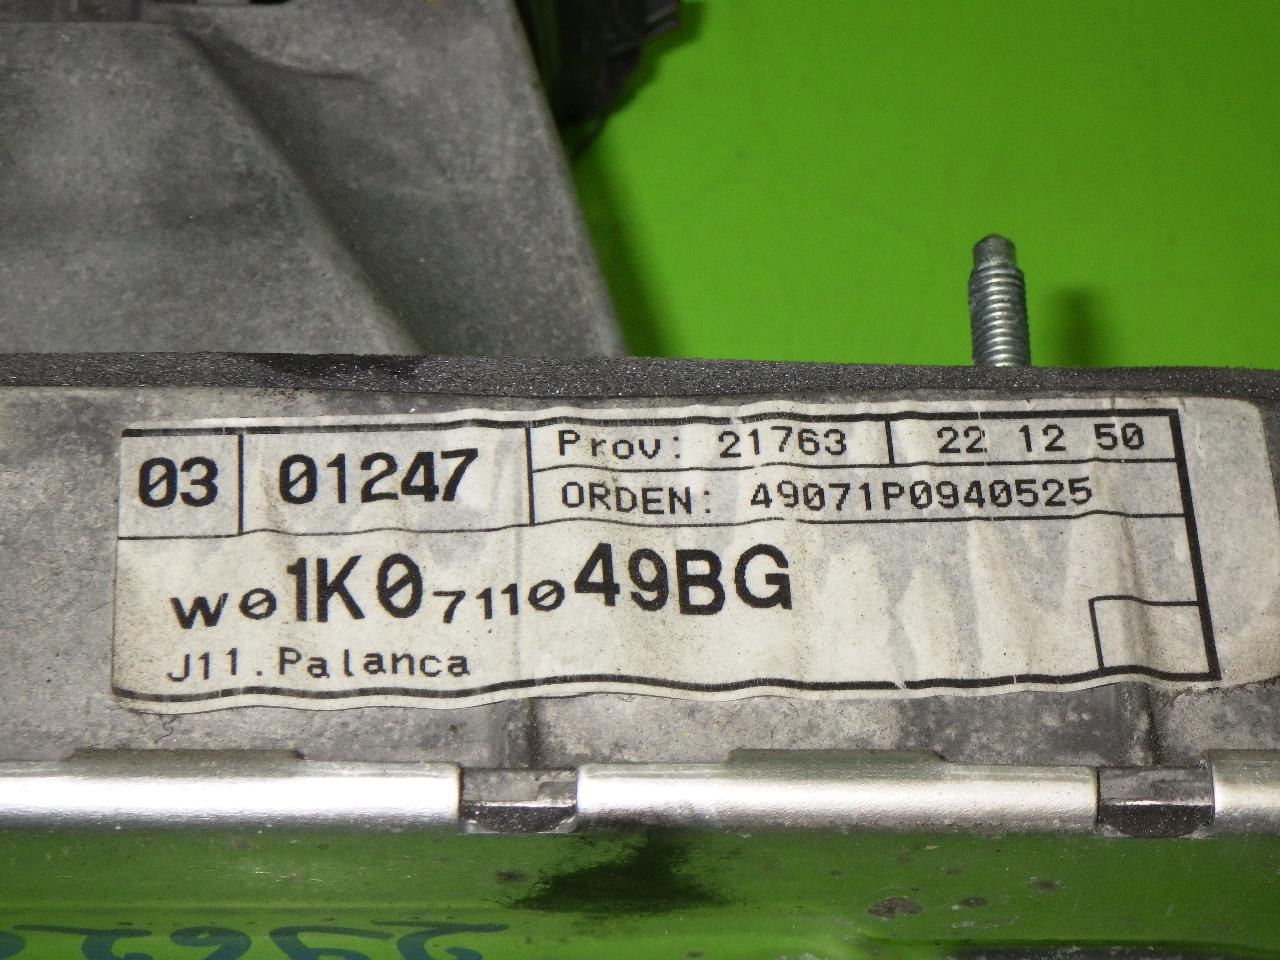 03 01247 Prov: 21763 22 12 50
ORDEN: 49071P0940525
W01K0711049BG
J11.Palanca